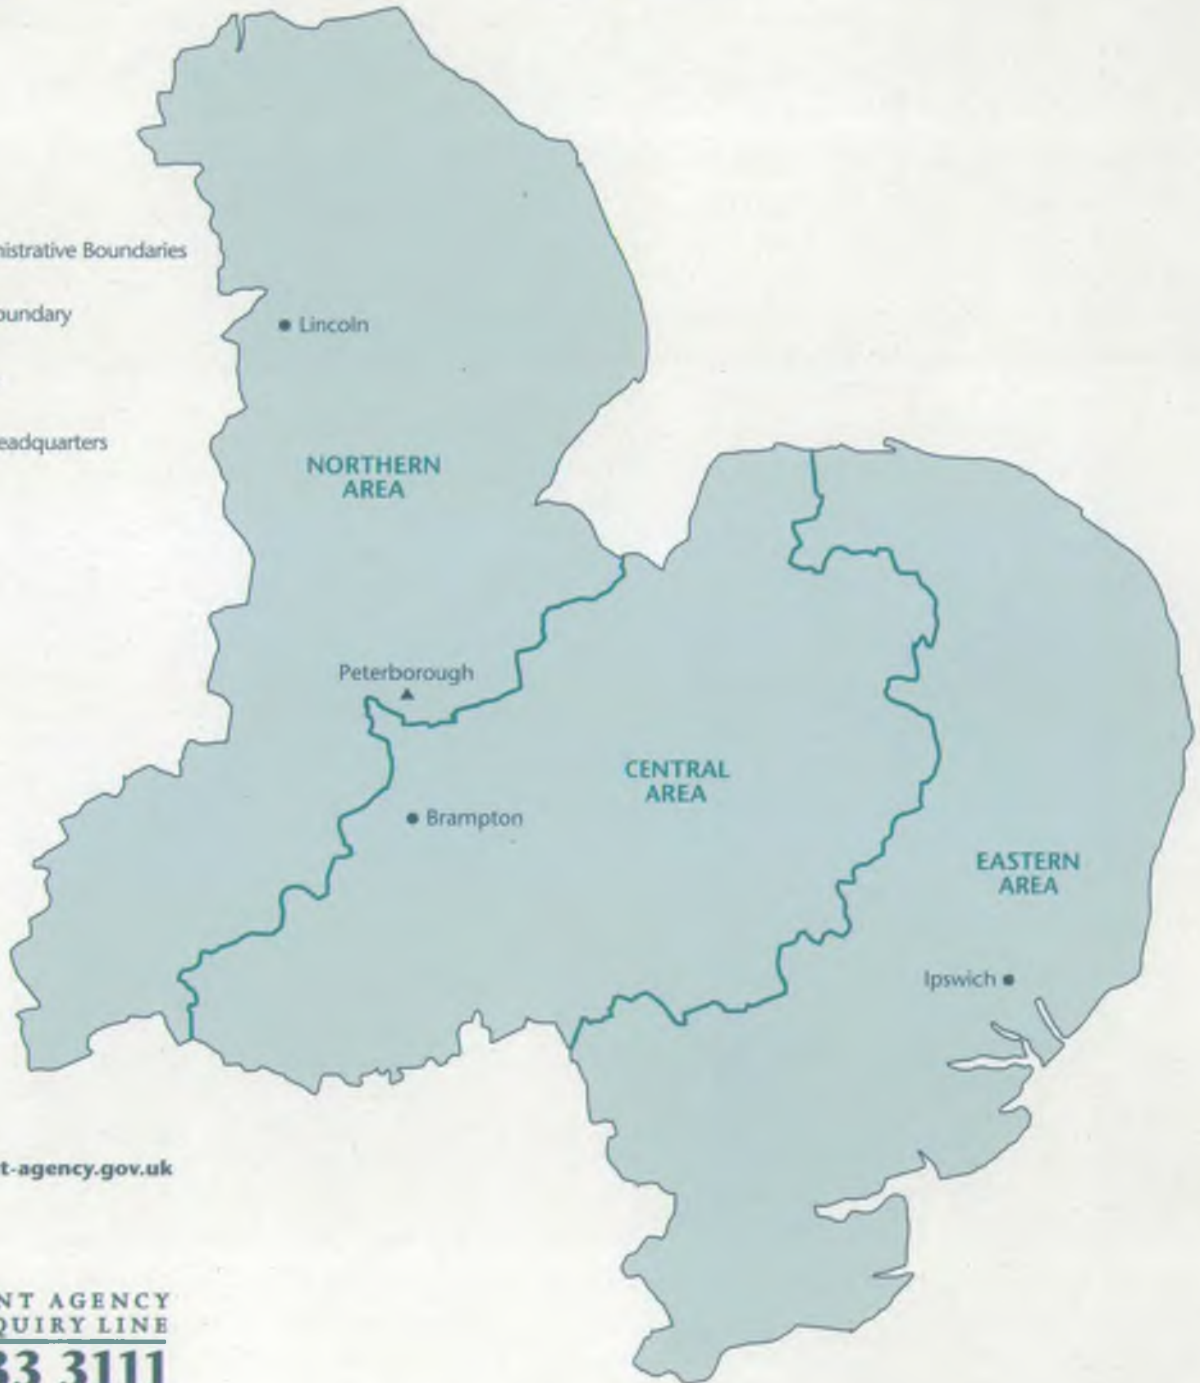 nistrative Boundaries
oundary
Lincoln
eadquarters
NORTHERN
AREA
Peterborough
CENTRAL
AREA
Brampton
EASTERN
AREA
Ipswich
t-agency.gov.uk
NT AGENCY
QUIRY LINE
33 3111